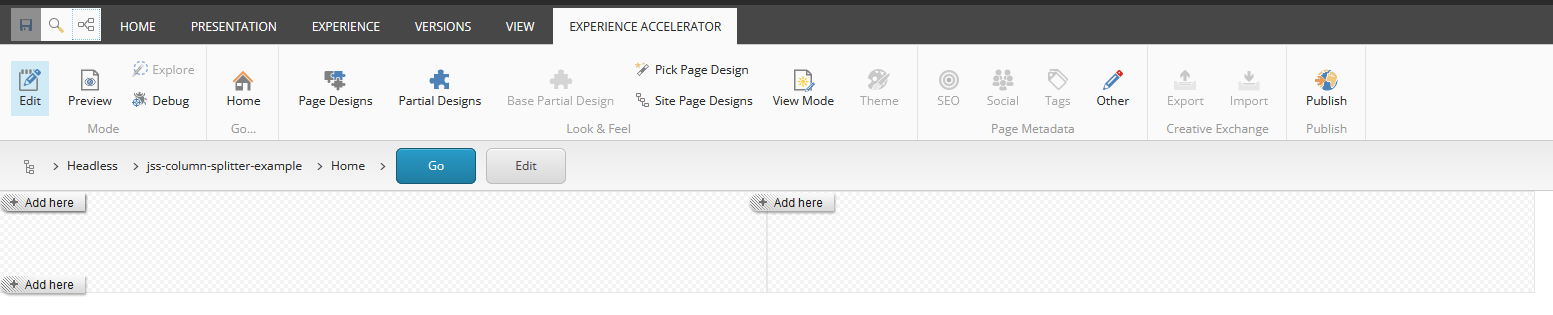 HOME PRESENTATION EXPERIENCE VERSIONS VIEW EXPERIENCE ACCELERATOR
Edit
Preview
Explore
Debug
Mode
Home
Go...
Page Designs
Partial Designs
Base Partial Design
Pick Page Design
Site Page Designs
View Mode
Theme
Look & Feel
SEO
Social
Tags
Other
Page Metadata
Export
Import
Creative Exchange
Publish
Publish
Headless jss-column-splitter-example Home Go Edit
+ Add here
+ Add here
+ Add here